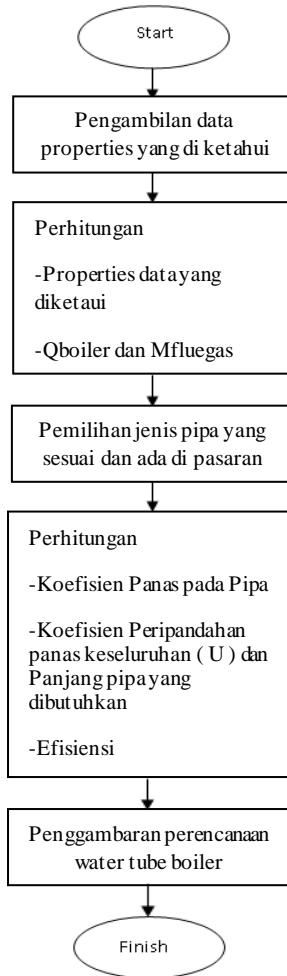 Start
Pengambilan data
properties yang di ketahui
Perhitungan
-Properties data yang
diketaui
-Qboiler dan Mfluegas
Pemilihan jenis pipa yang
sesuai dan ada di pasaran
Perhitungan
-Koefisien Panas pada Pipa
-Koefisien Peripandahan
panas keseluruhan ( U ) dan
Panjang pipa yang
dibutuhkan
-Efisiensi
Penggambaran perencanaan
water tube boiler
Finish